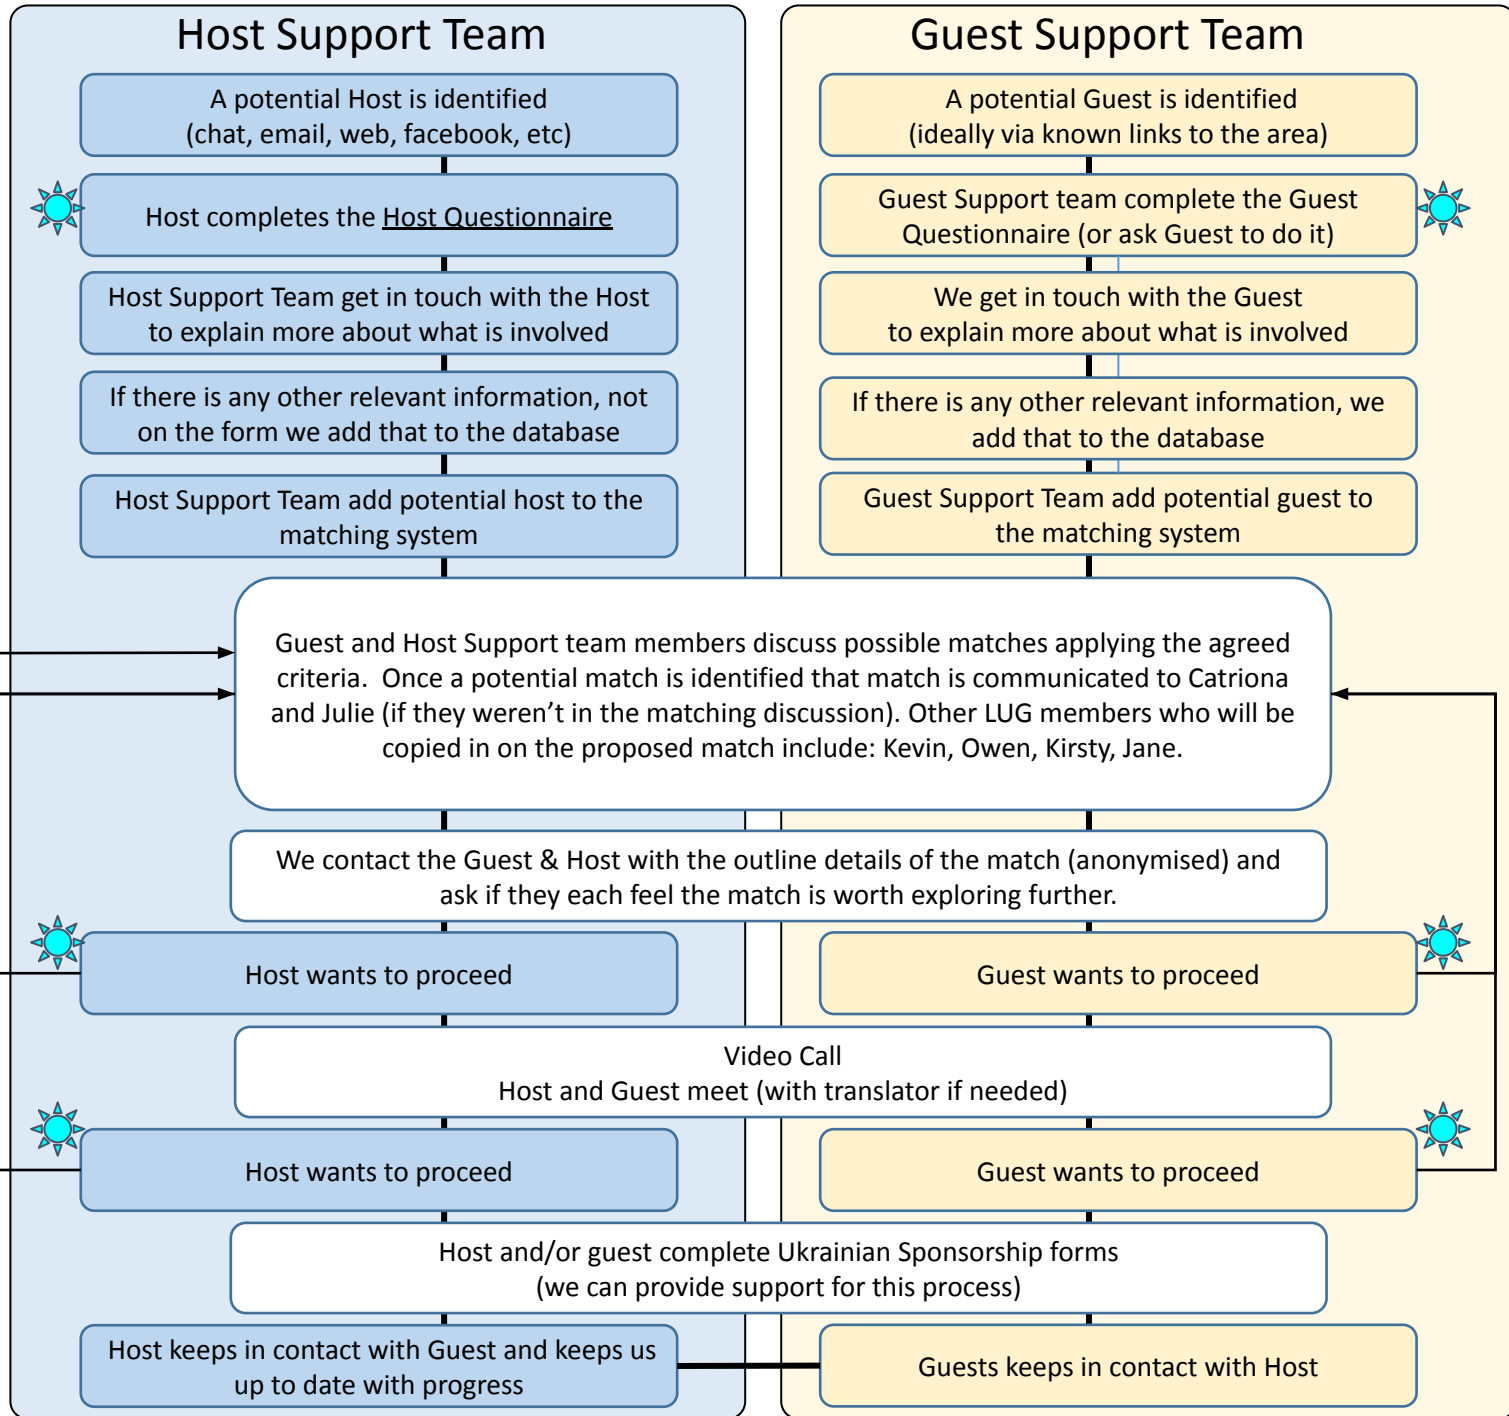 Host Support Team
A potential Host is identified
(chat, email, web, facebook, etc)
Host completes the Host Questionnaire
Host Support Team get in touch with the Host
to explain more about what is involved
If there is any other relevant information, not
on the form we add that to the database
Host Support Team add potential host to the
matching system
Guest Support Team
A potential Guest is identified
(ideally via known links to the area)
Guest Support team complete the Guest
Questionnaire (or ask Guest to do it)
We get in touch with the Guest
to explain more about what is involved
If there is any other relevant information, we
add that to the database
Guest Support Team add potential guest to
the matching system
Guest and Host Support team members discuss possible matches applying the agreed
criteria.  Once a potential match is identified that match is communicated to Catriona
and Julie (if they weren’t in the matching discussion). Other LUG members who will be
copied in on the proposed match include: Kevin, Owen, Kirsty, Jane.
We contact the Guest & Host with the outline details of the match (anonymised) and
ask if they each feel the match is worth exploring further.
Host wants to proceed
Guest wants to proceed
Video Call
Host and Guest meet (with translator if needed)
Host wants to proceed
Guest wants to proceed
Host and/or guest complete Ukrainian Sponsorship forms
(we can provide support for this process)
Host keeps in contact with Guest and keeps us
up to date with progress
Guests keeps in contact with Host